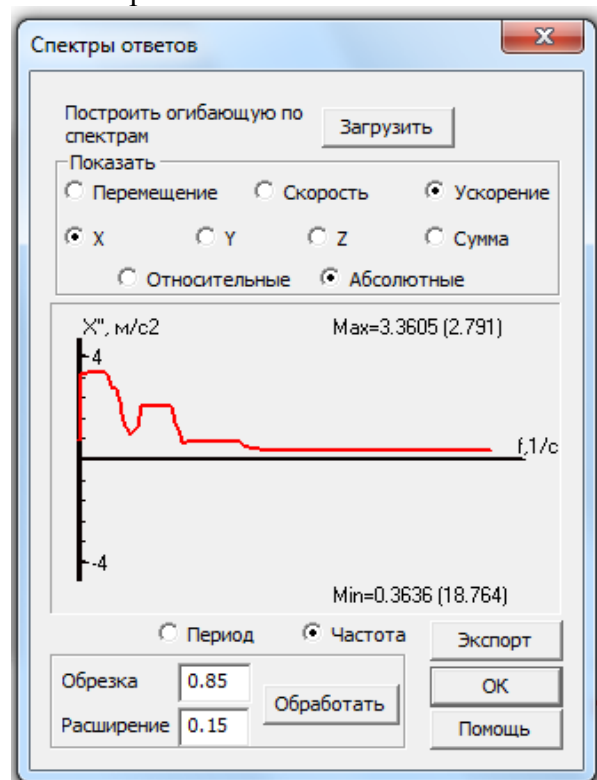 Спектры ответов
Построить огибающую по
спектрам
Загрузить
Показать
Перемещение Скорость Ускорение
X Y Z Сумма
Относительные Абсолютные
X'', м/с2 Max=3.3605 (2.791)
4
f,1/с
-4
Min=0.3636 (18.764)
Период Частота Экспорт
Обрезка 0.85 Обработать ОК
Расширение 0.15 Помощь